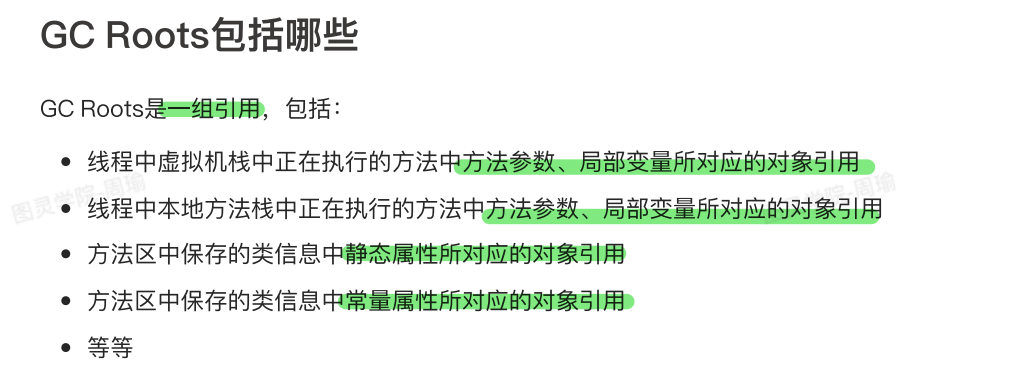 GC Roots包括哪些
GC Roots是一组引用，包括：
线程中虚拟机栈中正在执行的方法中方法参数、局部变量所对应的对象引用
线程中本地方法栈中正在执行的方法中方法参数、局部变量所对应的对象引用
方法区中保存的类信息中静态属性所对应的对象引用
方法区中保存的类信息中常量属性所对应的对象引用
等等
图灵学院-周瑜
学院-周瑜